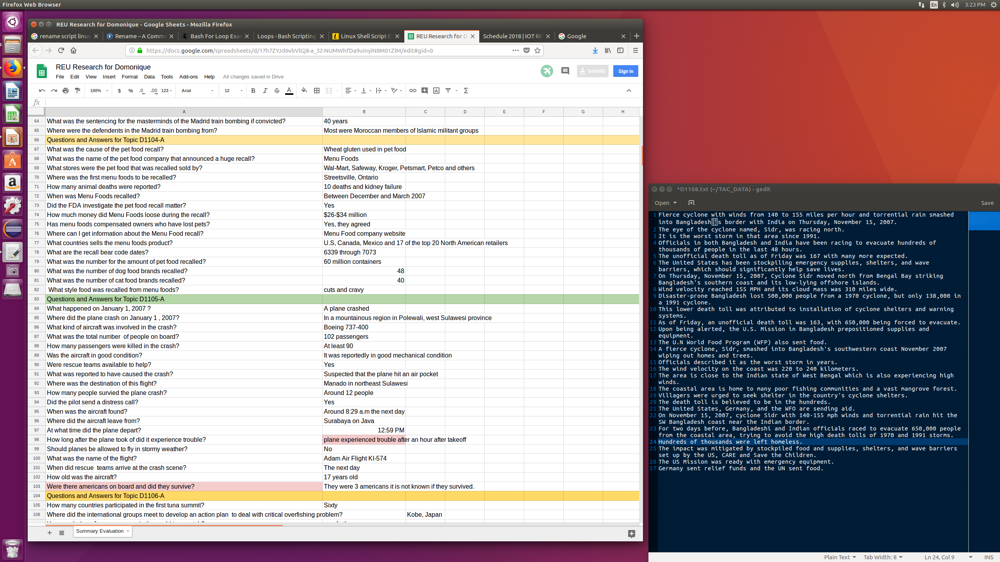 Firefox Web Browser
En
3:23 PM
REU Research for Domonique - Google Sheets - Mozilla Firefox
rename script linux
Rename – A Comma
Bash For Loop Exam
Loops - Bash Scripting
Linux Shell Script E
REU Research for D
Schedule 2018 | IOT RE
Google
https://docs.google.com/spreadsheets/d/17h7ZYJd6vbVlGj8-a_32-NUMWhfDa9uinyiN8M01ZlM/edit#gid=0
REU Research for Domonique
File Edit View Insert Format Data Tools Add-ons Help All changes saved in Drive
SHARE
Sign in
100% $ % .0 .00 123 Arial 12 B I S A
fx
A B C D E F G H
64 What was the sentencing for the masterminds of the Madrid train bombing if convicted? 40 years
65 Where were the defendents in the Madrid train bombing from? Most were Moroccan members of Islamic militant groups
66 Questions and Answers for Topic D1104-A
67 What was the cause of the pet food recall? Wheat gluten used in pet food
68 What was the name of the pet food company that announced a huge recall? Menu Foods
69 What stores were the pet food that was recalled sold by? Wal-Mart, Safeway, Kroger, Petsmart, Petco and others
70 Where was the first menu foods to be recalled? Streetsville, Ontario
71 How many animal deaths were reported? 10 deaths and kidney failure
72 When was Menu Foods recalled? Between December and March 2007
73 Did the FDA investigate the pet food recall matter? Yes
74 How much money did Menu Foods loose during the recall? $26-$34 million
75 Has menu foods compensated owners who have lost pets? Yes, they agreed
76 Where can I get information about the Menu Food recall? Menu Food company website
77 What countries sells the menu foods product? U.S, Canada, Mexico and 17 of the top 20 North American retailers
78 What are the recall bear code dates? 6339 through 7073
79 What was the number for the amount of pet food recalled? 60 million containers
80 What was the number of dog food brands recalled? 48
81 What was the number of cat food brands recalled? 40
82 What style food was recalled from menu foods? cuts and cravy
83 Questions and Answers for Topic D1105-A
84 What happened on January 1, 2007 ? A plane crashed
85 Where did the plane crash on January 1 , 2007? In a mountainous region in Polewali, west Sulawesi province
86 What kind of aircraft was involved in the crash? Boeing 737-400
87 What was the total number of people on board? 102 passengers
88 How many passengers were killed in the crash? At least 90
89 Was the aircraft in good condition? It was reportedly in good mechanical condition
90 Were rescue teams available to help? Yes
91 What was reported to have caused the crash? Suspected that the plane hit an air pocket
92 Where was the destination of this flight? Manado in northeast Sulawesi
93 How many people survied the plane crash? Around 12 people
94 Did the pilot send a distress call? Yes
95 When was the aircraft found? Around 8:29 a.m the next day
96 Where did the aircraft leave from? Surabaya on Java
97 At what time did the plane depart? 12:59 PM
98 How long after the plane took of did it experience trouble? plane experienced trouble after an hour after takeoff
99 Should planes be allowed to fly in stormy weather? No
100 What was the name of the flight? Adam Air Flight KI-574
101 When did rescue teams arrive at the crash scene? The next day
102 How old was the aircraft? 17 years old
103 Were there americans on board and did they survive? They were 3 americans it is not known if they survived.
104 Questions and Answers for Topic D1106-A
105 How many countries participated in the first tuna summit? Sixty
106 Where did the international groups meet to develop an action plan to deal with critical overfishing problem? Kobe, Japan
Summary Evaluation
*D1108.txt (~/TAC_DATA) - gedit
Open
Save
1 Fierce cyclone with winds from 140 to 155 miles per hour and torrential rain smashed
into Bangladesh s border with India on Thursday, November 15, 2007.
2 The eye of the cyclone named, Sidr, was racing north.
3 It is the worst storm in that area since 1991.
4 Officials in both Bangladesh and India have been racing to evacuate hundreds of
thousands of people in the last 48 hours.
5 The unofficial death toll as of Friday was 167 with many more expected.
6 The United States has been stockpiling emergency supplies, shelters, and wave
barriers, which should significantly help save lives.
7 On Thursday, November 15, 2007, Cyclone Sidr moved north from Bengal Bay striking
Bangladesh's southern coast and its low-lying offshore islands.
8 Wind velocity reached 155 MPH and its cloud mass was 310 miles wide.
9 Disaster-prone Bangladesh lost 500,000 people from a 1970 cyclone, but only 138,000 in
a 1991 cyclone.
10 This lower death toll was attributed to installation of cyclone shelters and warning
systems.
11 As of Friday, an unofficial death toll was 163, with 650,000 being forced to evacuate.
12 Upon being alerted, the U.S. Mission in Bangladesh prepositioned supplies and
equipment.
13 The U.N World Food Program (WFP) also sent food.
14 A fierce cyclone, Sidr, smashed into Bangladesh's southwestern coast November 2007
wiping out homes and trees.
15 Officials described it as the worst storm in years.
16 The wind velocity on the coast was 220 to 240 kilometers.
17 The area is close to the Indian state of West Bengal which is also experiencing high
winds.
18 The coastal area is home to many poor fishing communities and a vast mangrove forest.
19 Villagers were urged to seek shelter in the country's cyclone shelters.
20 The death toll is believed to be in the hundreds.
21 The United States, Germany, and the WFO are sending aid.
22 On November 15, 2007, cyclone Sidr with 140-155 mph winds and torrential rain hit the
SW Bangladesh coast near the Indian border.
23 For two days before, Bangladeshi and Indian officials raced to evacuate 650,000 people
from the coastal area, trying to avoid the high death tolls of 1970 and 1991 storms.
24 Hundreds of thousands were left homeless.
25 The impact was mitigated by stockpiled food and supplies, shelters, and wave barriers
set up by the US, CARE and Save the Children.
26 The US Mission was ready with emergency equipment.
27 Germany sent relief funds and the UN sent food.
Plain Text Tab Width: 8 Ln 24, Col 9 INS